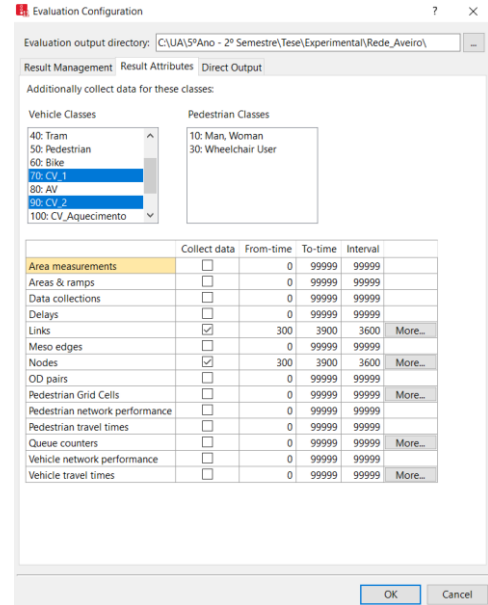 Evaluation Configuration ? ×
Evaluation output directory: C:\UA\5ºAno - 2º Semestre\Tese\Experimental\Rede_Aveiro\ ...
Result Management Result Attributes Direct Output
Additionally collect data for these classes:
Vehicle Classes Pedestrian Classes
40: Tram 10: Man, Woman
50: Pedestrian 30: Wheelchair User
60: Bike
70: CV_1
80: AV
90: CV_2
100: CV_Aquecimento
Collect data From-time To-time Interval
Area measurements 0 99999 99999
Areas & ramps 0 99999 99999
Data collections 0 99999 99999
Delays 0 99999 99999
Links 300 3900 3600 More...
Meso edges 0 99999 99999
Nodes 300 3900 3600 More...
OD pairs 0 99999 99999
Pedestrian Grid Cells 0 99999 99999 More...
Pedestrian network performance 0 99999 99999
Pedestrian travel times 0 99999 99999
Queue counters 0 99999 99999 More...
Vehicle network performance 0 99999 99999
Vehicle travel times 0 99999 99999 More...
OK Cancel